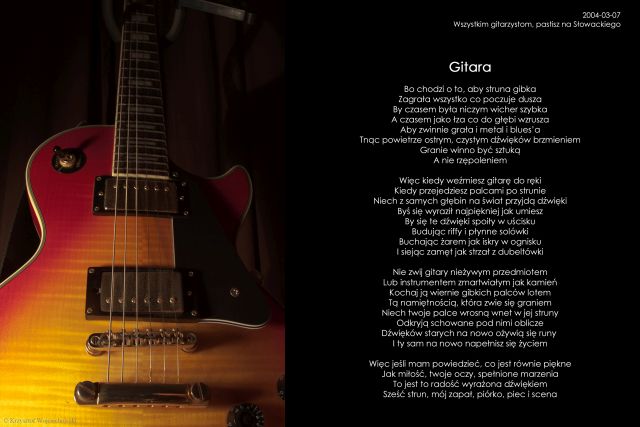 2004-03-07
Wszystkim gitarzystom, pastisz na Słowackiego
Gitara
Bo chodzi o to, aby struna gibka
Zagrała wszystko co poczuje dusza
By czasem była niczym wicher szybka
A czasem jako łza co do głębi wzrusza
Aby zwinnie grała i metal i blues'a
Tnąc powietrze ostrym, czystym dźwięków brzmieniem
Granie winno być sztuką
A nie rzępoleniem
Więc kiedy weźmiesz gitarę do ręki
Kiedy przejedziesz palcami po strunie
Niech z samych głębin na świat przyjdą dźwięki
Byś się wyraził najpiękniej jak umiesz
By się te dźwięki spoiły w uścisku
Budując riffy i płynne solówki
Buchając żarem jak iskry w ognisku
I siejąc zamęt jak strzał z dubeltówki
Nie zwij gitary nieżywym przedmiotem
Lub instrumentem zmartwiałym jak kamień
Kochaj ją wiernie gibkich palców lotem
Tą namiętnością, która zwie się graniem
Niech twoje palce wrosną wnet w jej struny
Odkryją schowane pod nimi oblicze
Dźwięków starych na nowo ożywią się runy
I ty sam na nowo napełnisz się życiem
Więc jeśli mam powiedzieć, co jest równie piękne
Jak miłość, twoje oczy, spełnione marzenia
To jest to radość wyrażona dźwiękiem
Sześć strun, mój zapał, piórko, piec i scena
© Krzysztof